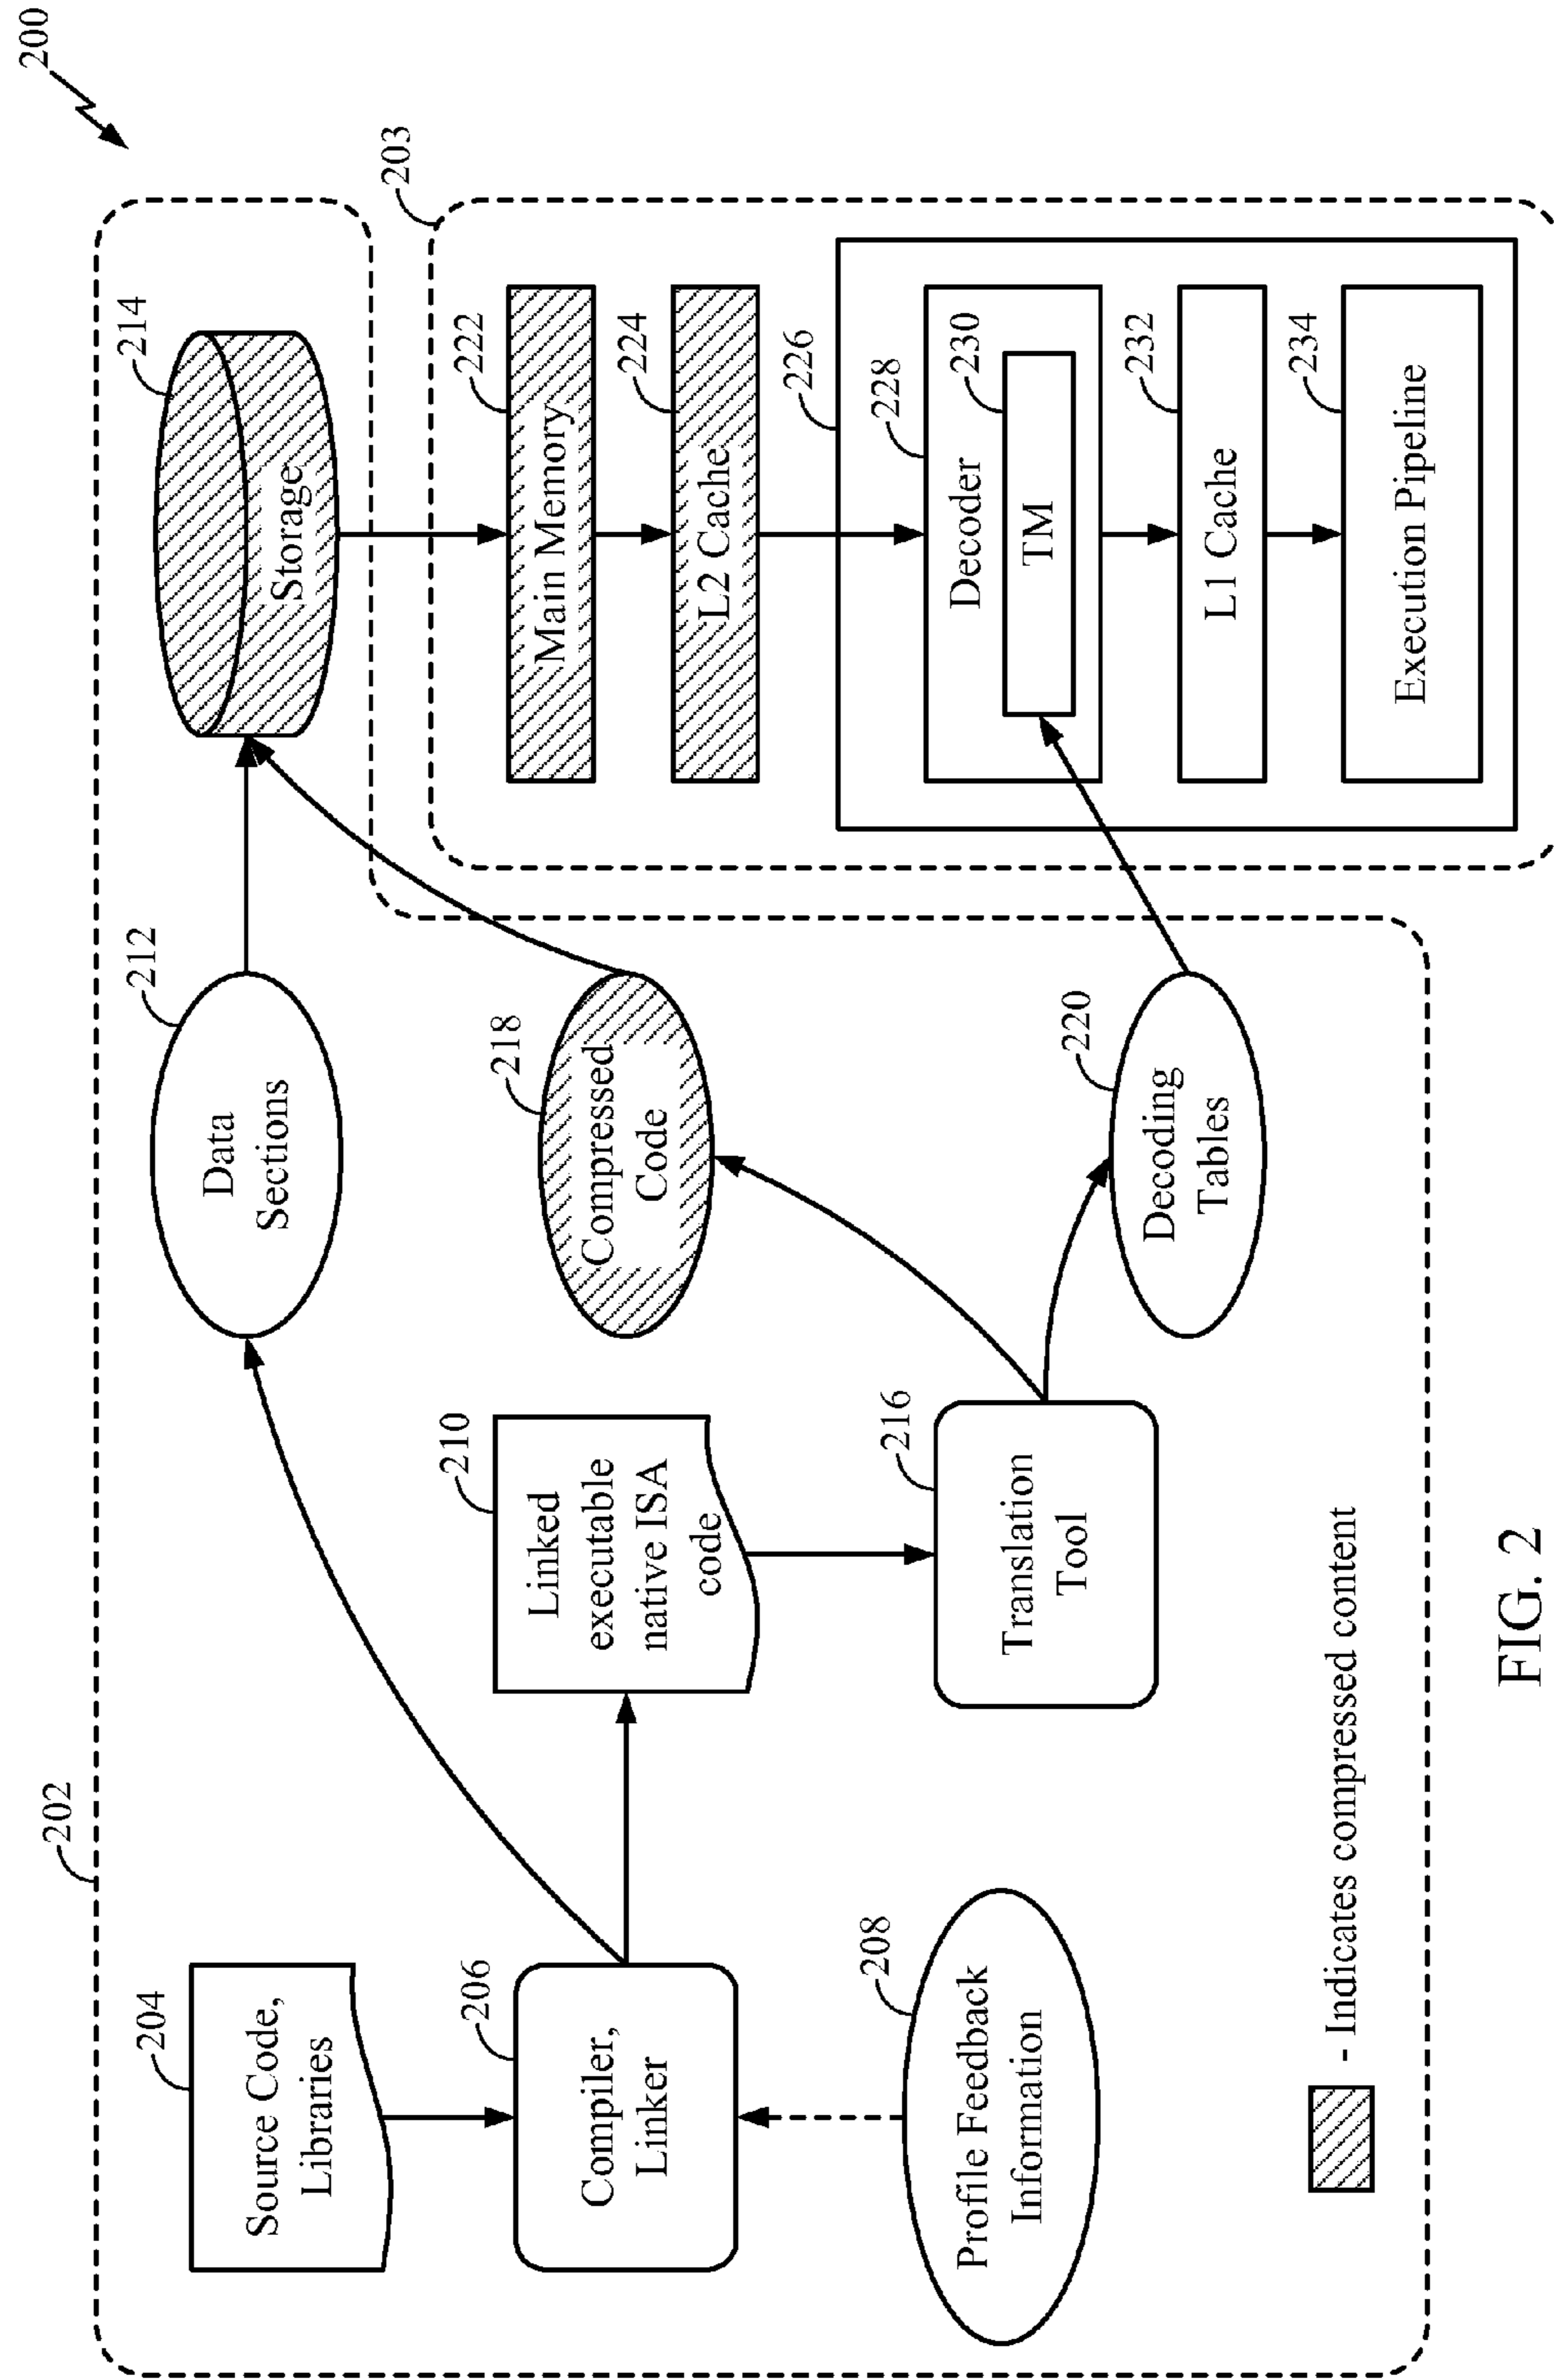 200
202
204
Source Code,
Libraries
206
Compiler,
Linker
208
Profile Feedback
Information
210
Linked
executable
native ISA
code
212
Data
Sections
214
Storage
216
Translation
Tool
218
Compressed
Code
220
Decoding
Tables
203
222
Main Memory
224
L2 Cache
226
228
Decoder
230
TM
232
L1 Cache
234
Execution Pipeline
- Indicates compressed content
FIG. 2